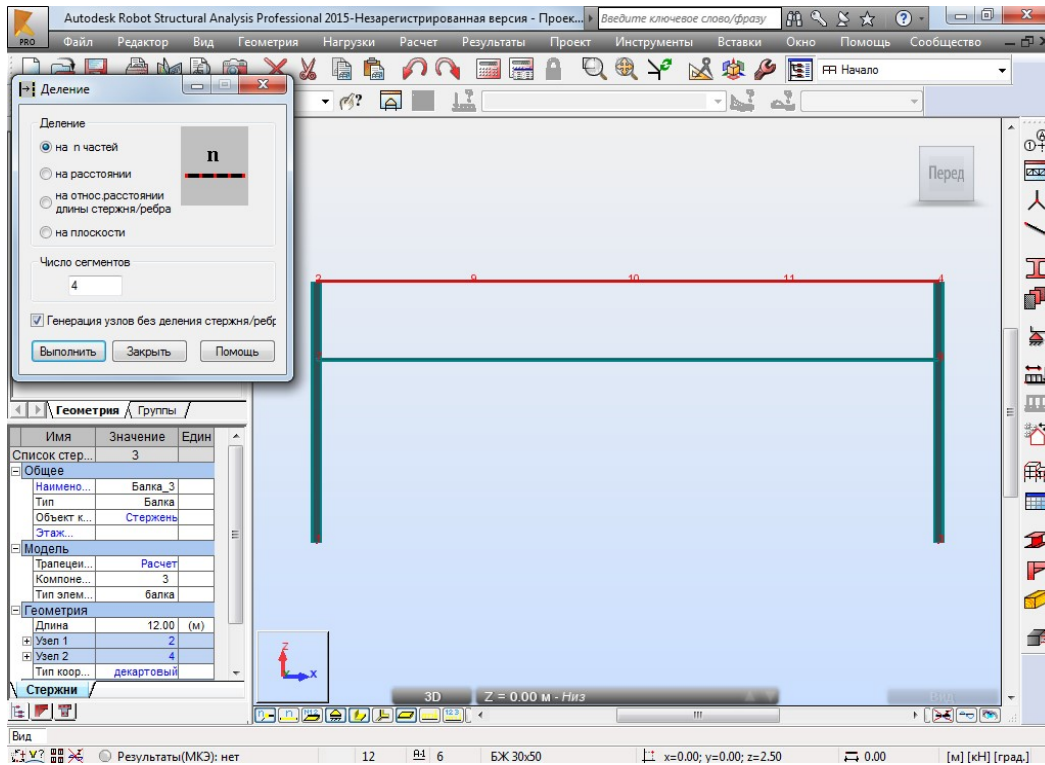 Autodesk Robot Structural Analysis Professional 2015-Незарегистрированная версия - Проек...
Введите ключевое слово/фразу
PRO
Файл Редактор Вид Геометрия Нагрузки Расчет Результаты Проект Инструменты Вставки Окно Помощь Сообщество
Начало
Деление
Деление
на n частей
n
на расстоянии
на относ.расстоянии
длины стержня/ребра
на плоскости
Число сегментов
4
Генерация узлов без деления стержня/ребр
Выполнить Закрыть Помощь
Перед
9 10 11 4
Геометрия Группы
Имя Значение Един
Список стер... 3
Общее
Наимено... Балка_3
Тип Балка
Объект к... Стержень
Этаж...
Модель
Трапецеи... Расчет
Компоне... 3
Тип элем... балка
Геометрия
Длина 12.00 (м)
Узел 1 2
Узел 2 4
Тип коор... декартовый
Стержни
z
x
3D Z = 0.00 м - Низ
Вид
Вид
Результаты(МКЭ): нет 12 6 БЖ 30x50 x=0.00; y=0.00; z=2.50 0.00 [м] [кН] [град.]